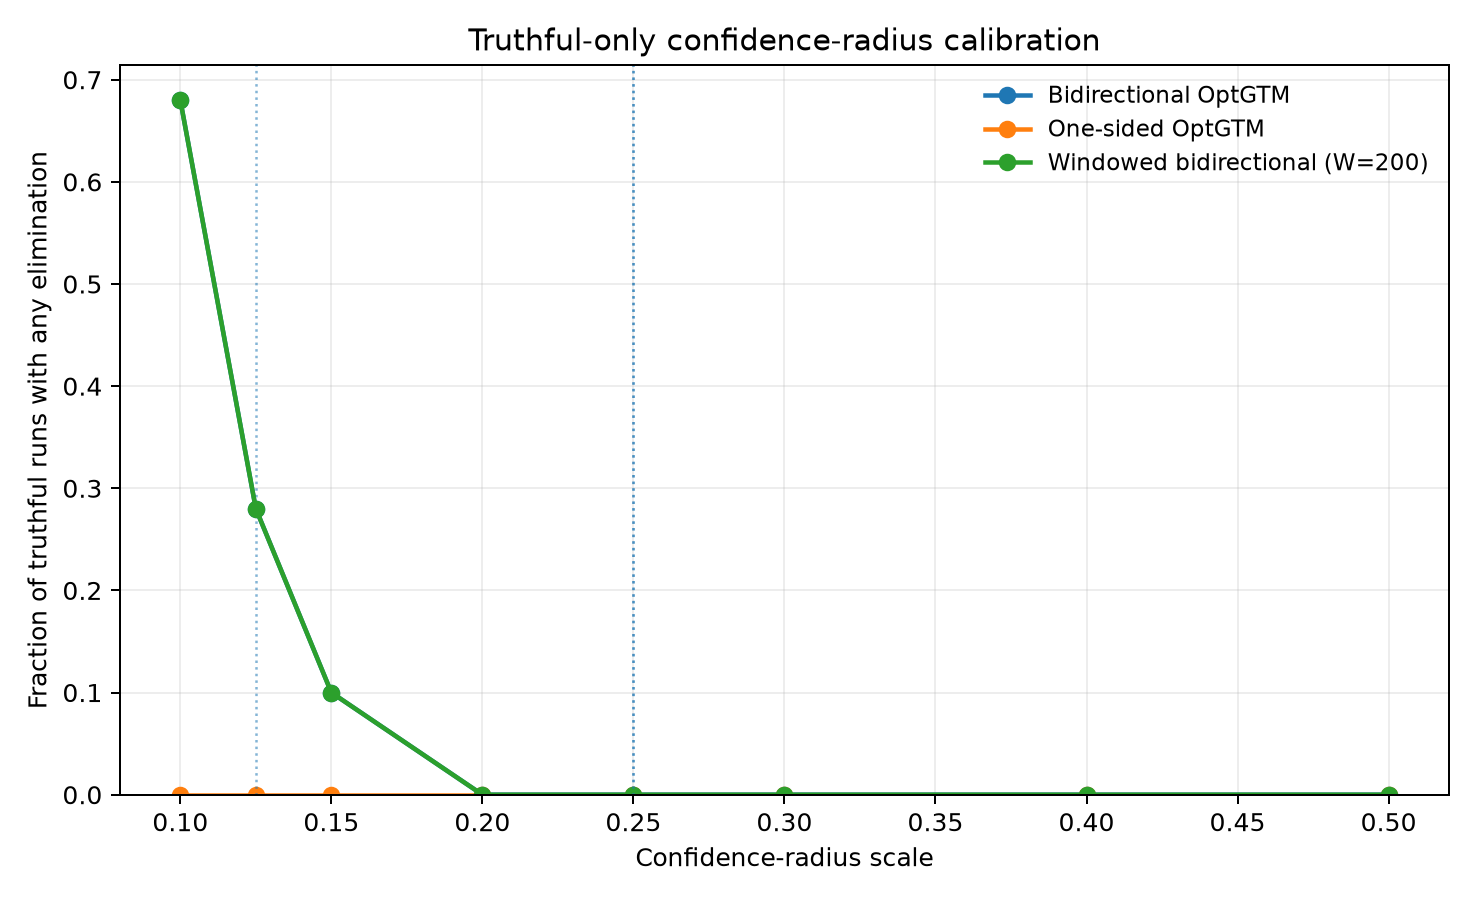 Truthful-only confidence-radius calibration
Bidirectional OptGTM
One-sided OptGTM
Windowed bidirectional (W=200)
Fraction of truthful runs with any elimination
0.7
0.6
0.5
0.4
0.3
0.2
0.1
0.0
0.10 0.15 0.20 0.25 0.30 0.35 0.40 0.45 0.50
Confidence-radius scale